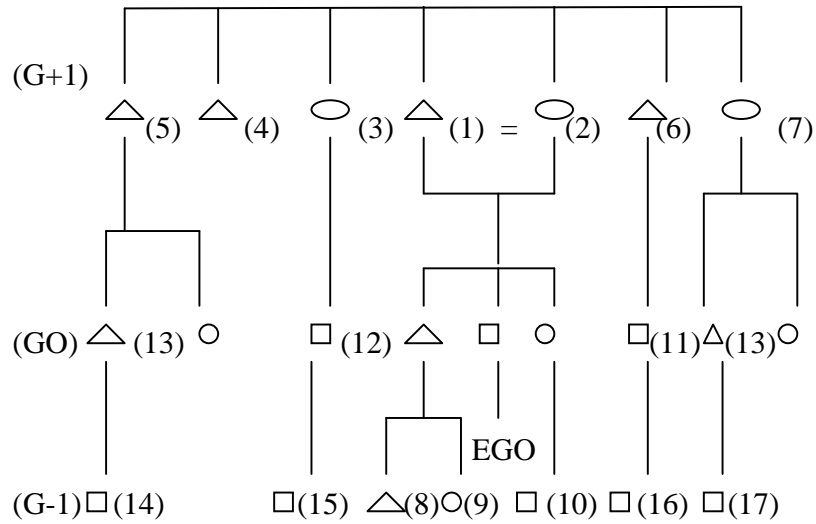 (G+1)
(5) (4) (3) (1) = (2) (6) (7)
(GO) (13) (12) (11) (13)
EGO
(G-1) (14) (15) (8) (9) (10) (16) (17)